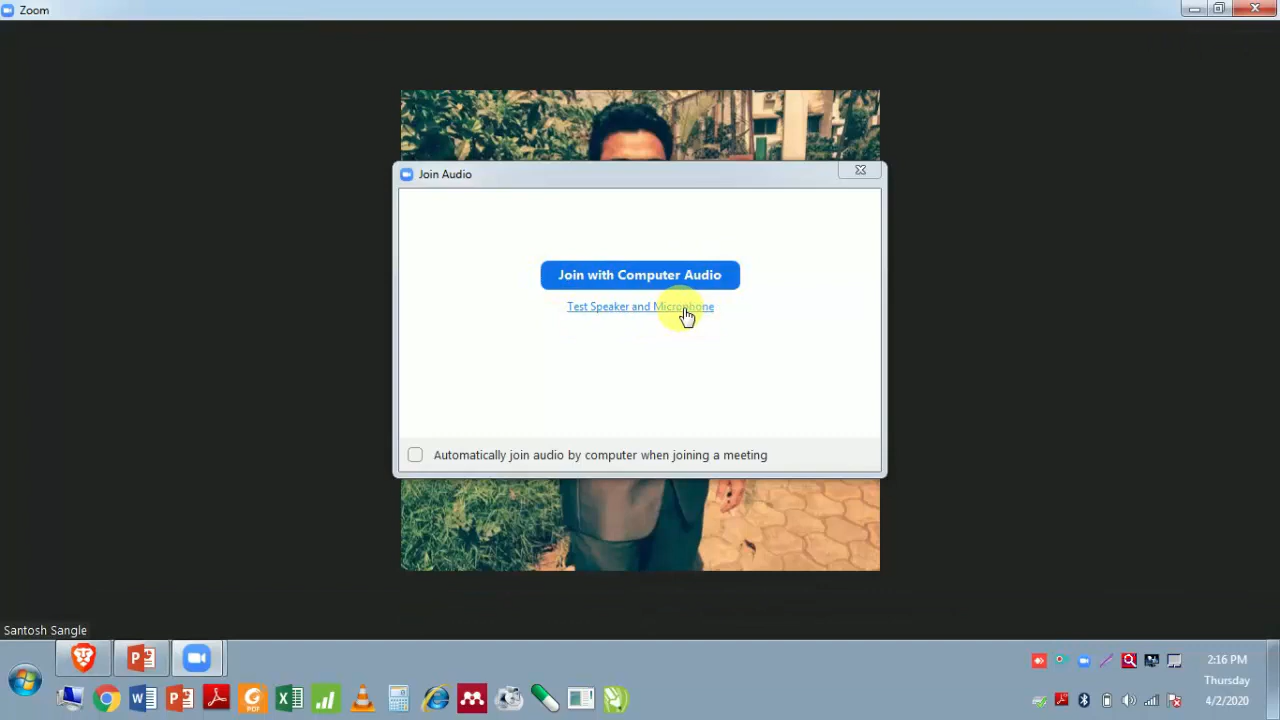 Zoom
Join Audio
Join with Computer Audio
Test Speaker and Microphone
Automatically join audio by computer when joining a meeting
Santosh Sangle
2:16 PM
Thursday
4/2/2020